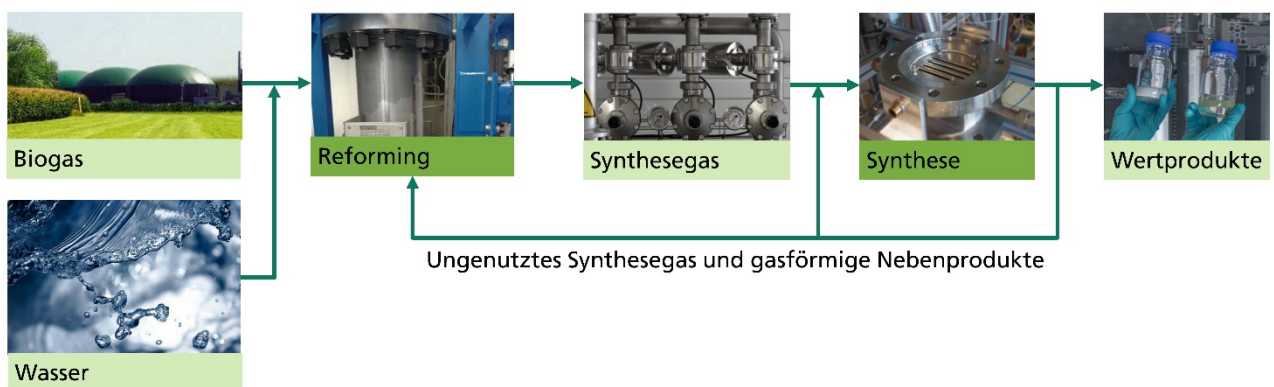 Biogas
Reforming
Synthesegas
Synthese
Wertprodukte
Ungenutztes Synthesegas und gasförmige Nebenprodukte
Wasser